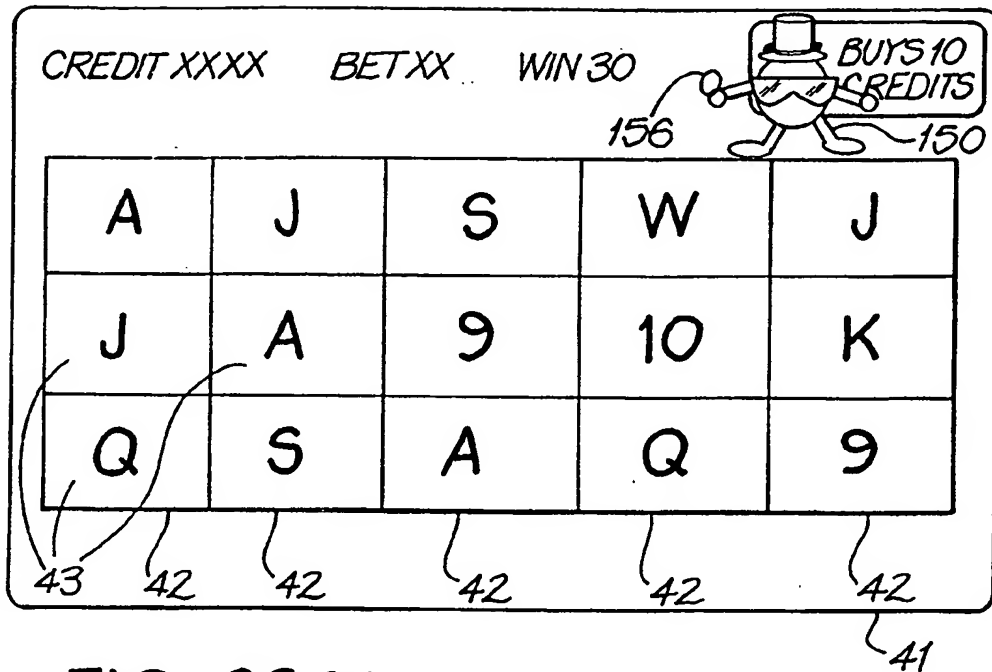 CREDIT XXXX BET XX WIN 30 BUYS 10
CREDITS
156 150
A J S W J
J A 9 10 K
Q S A Q 9
43 42 42 42 42 42
41